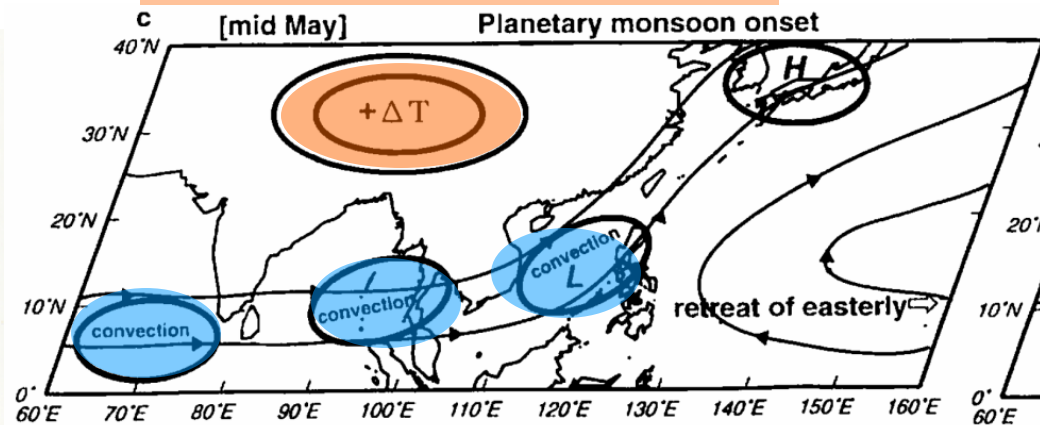 c [mid May] Planetary monsoon onset
40°N
H
+ΔT
30°N
20°N
20°N
convection
L
L
convection
10°N
retreat of easterly
10°N
convection
0°
0°
60°E 70°E 80°E 90°E 100°E 110°E 120°E 130°E 140°E 150°E 160°E 60°E